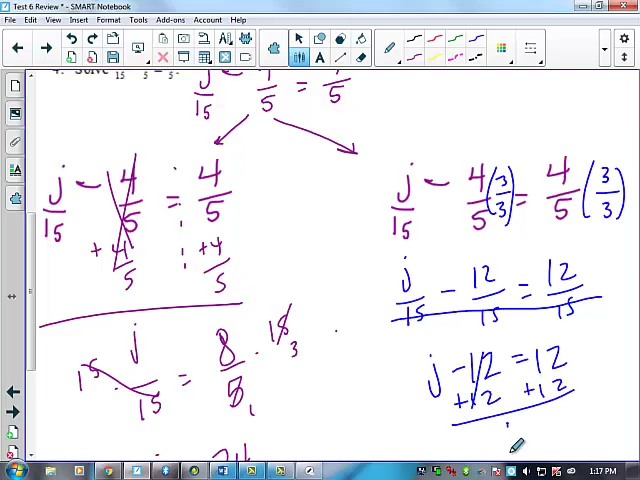 Test 6 Review* - SMART Notebook
File Edit View Insert Format Tools Add-ons Account Help
j/15 - 4/5 = 4/5
j/15 - 4/5 = 4/5
+4/5 +4/5
15 · j/15 = 8/5 · 15 3
1
j/15 - 4/5 (3/3) = 4/5 (3/3)
j/15 - 12/15 = 12/15
j - 12 = 12
+12 +12
1:17 PM